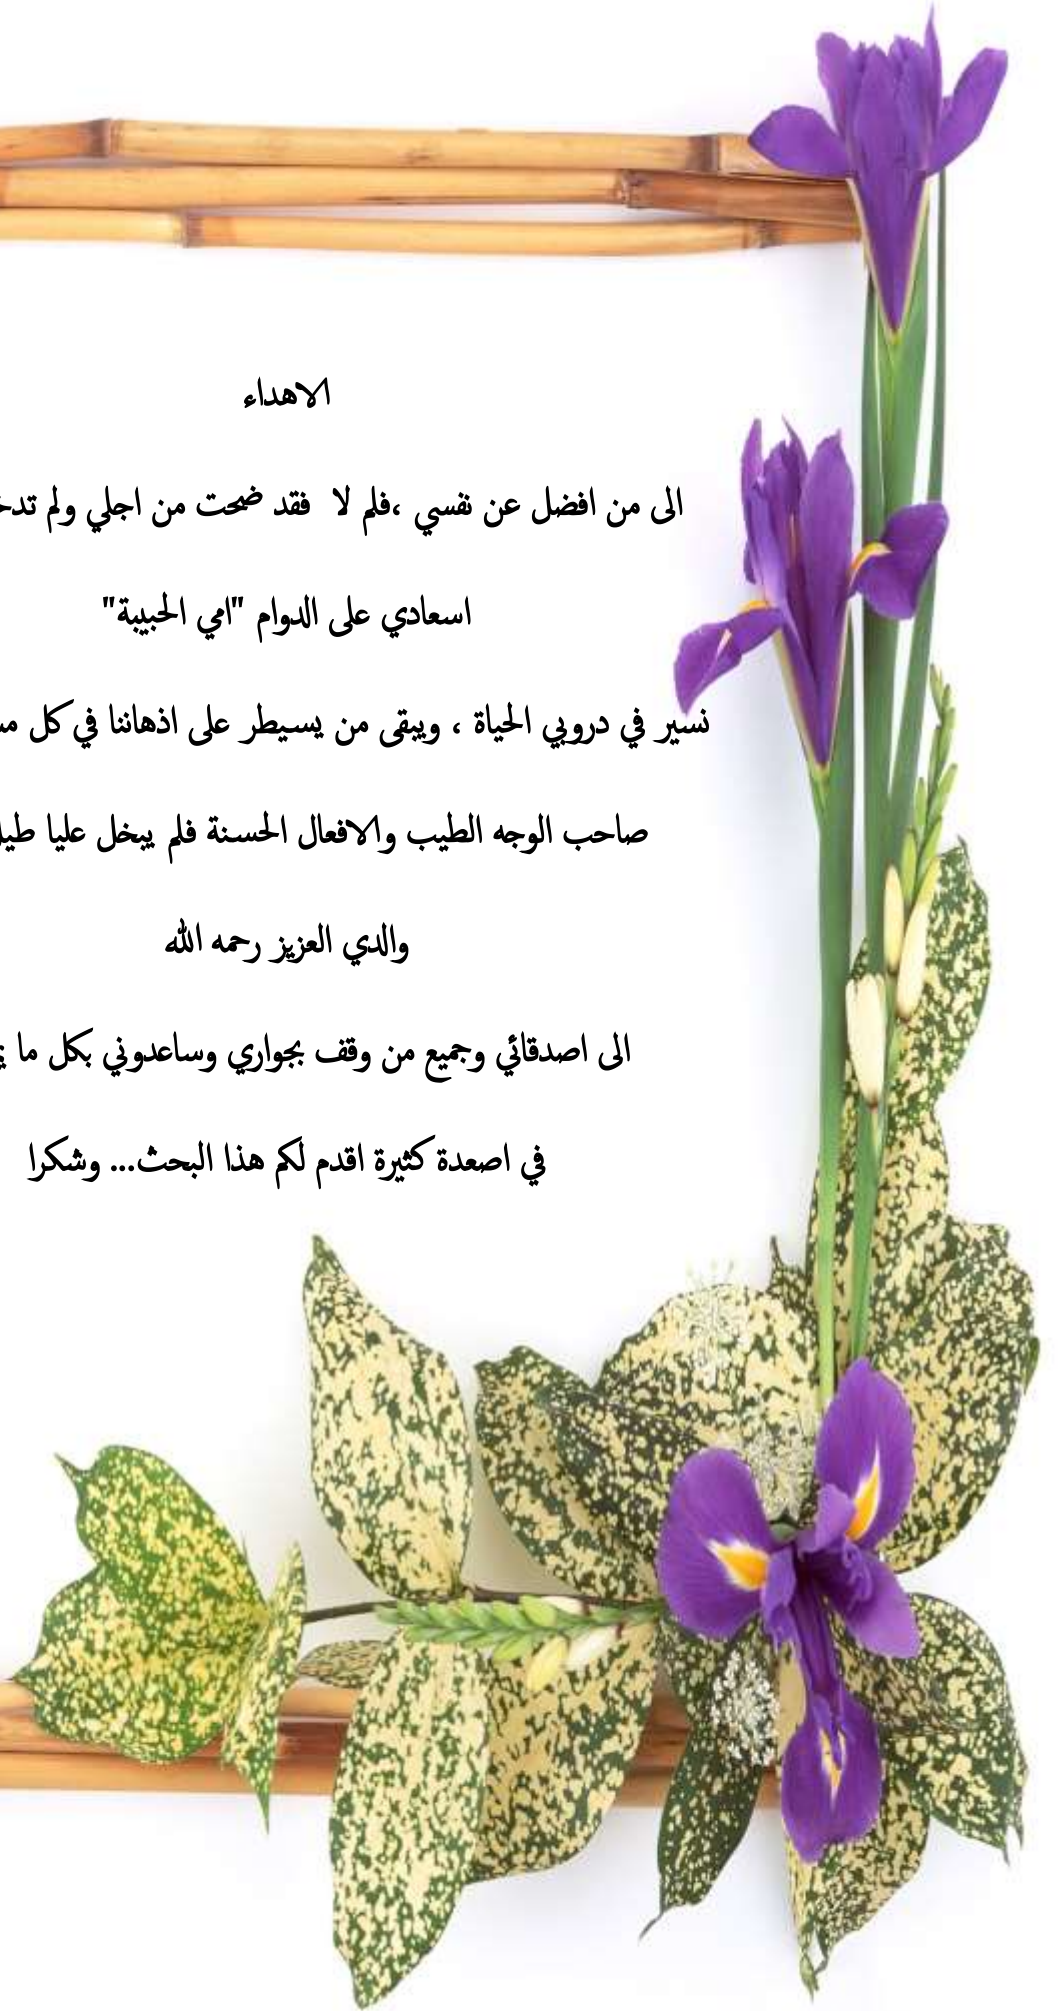 الاهداء
الى من افضل عن نفسي ،فلم لا فقد ضحت من اجلي ولم
اسعادي على الدوام "امي الحبيبة"
نسير في دروبي الحياة ، ويبقى من يسيطر على اذهاننا في كل
صاحب الوجه الطيب والافعال الحسنة فلم يبخل عليا
والدي العزيز رحمه الله
الى اصدقائي وجميع من وقف بجواري وساعدوني بكل ما
في اصعدة كثيرة اقدم لكم هذا البحث... وشكرا